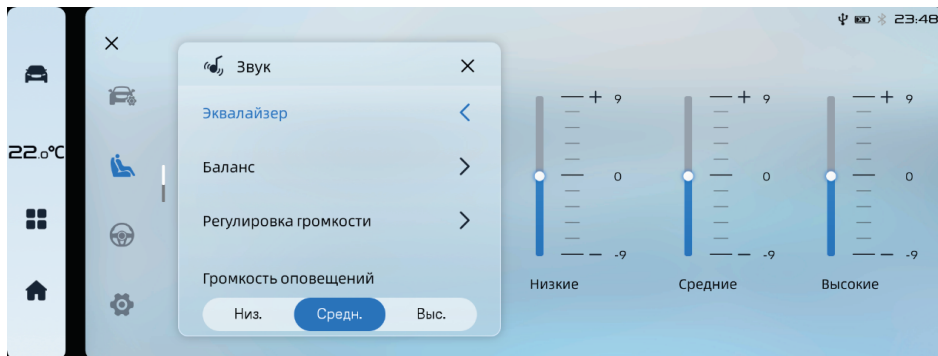 23:48
22.0°C
Звук
Эквалайзер
Баланс
Регулировка громкости
Громкость оповещений
Низ. Средн. Выс.
+ 9 + 9 + 9
0 0 0
-9 -9 -9
Низкие Средние Высокие